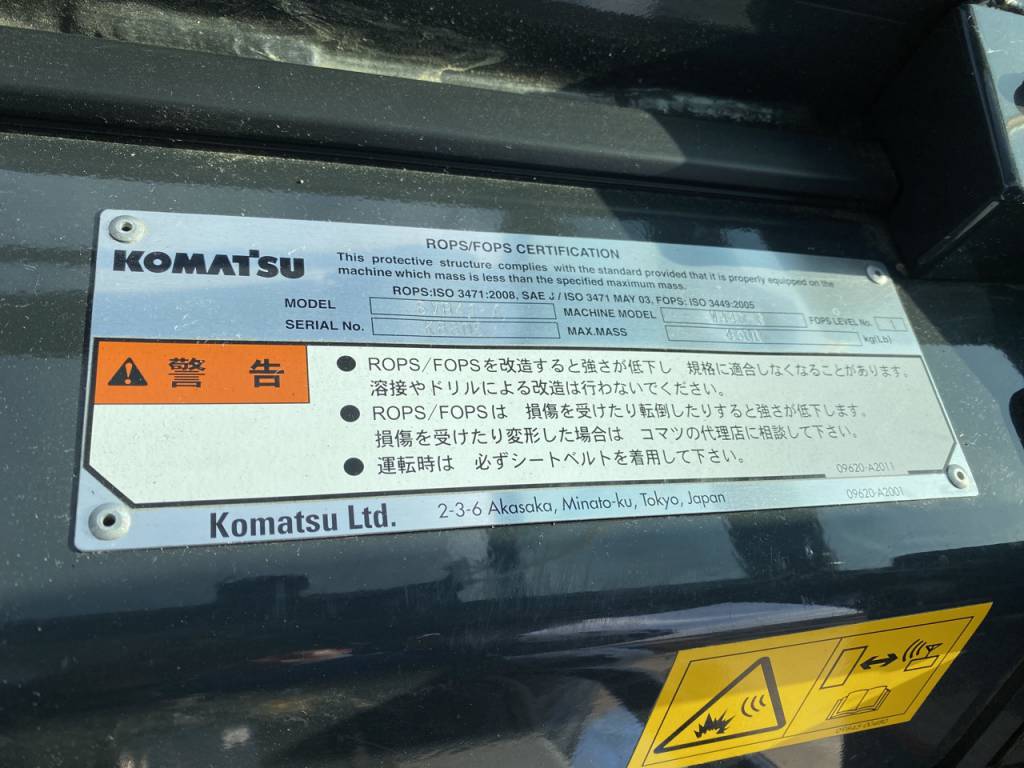 KOMATSU
ROPS/FOPS CERTIFICATION
This protective structure complies with the standard provided that it is properly equipped on the
machine which mass is less than the specified maximum mass.
ROPS:ISO 3471:2008, SAE J / ISO 3471 MAY 03, FOPS: ISO 3449:2005
MODEL
MACHINE MODEL
FOPS LEVEL No. 1
SERIAL No.
MAX.MASS
kg(Lb)
警 告
● ROPS/FOPSを改造すると強さが低下し 規格に適合しなくなることがあります。
溶接やドリルによる改造は行わないでください。
● ROPS/FOPSは 損傷を受けたり転倒したりすると強さが低下します。
損傷を受けたり変形した場合は コマツの代理店に相談して下さい。
● 運転時は 必ずシートベルトを着用して下さい。
09620-A2011
Komatsu Ltd. 2-3-6 Akasaka, Minato-ku, Tokyo, Japan
09620-A2001